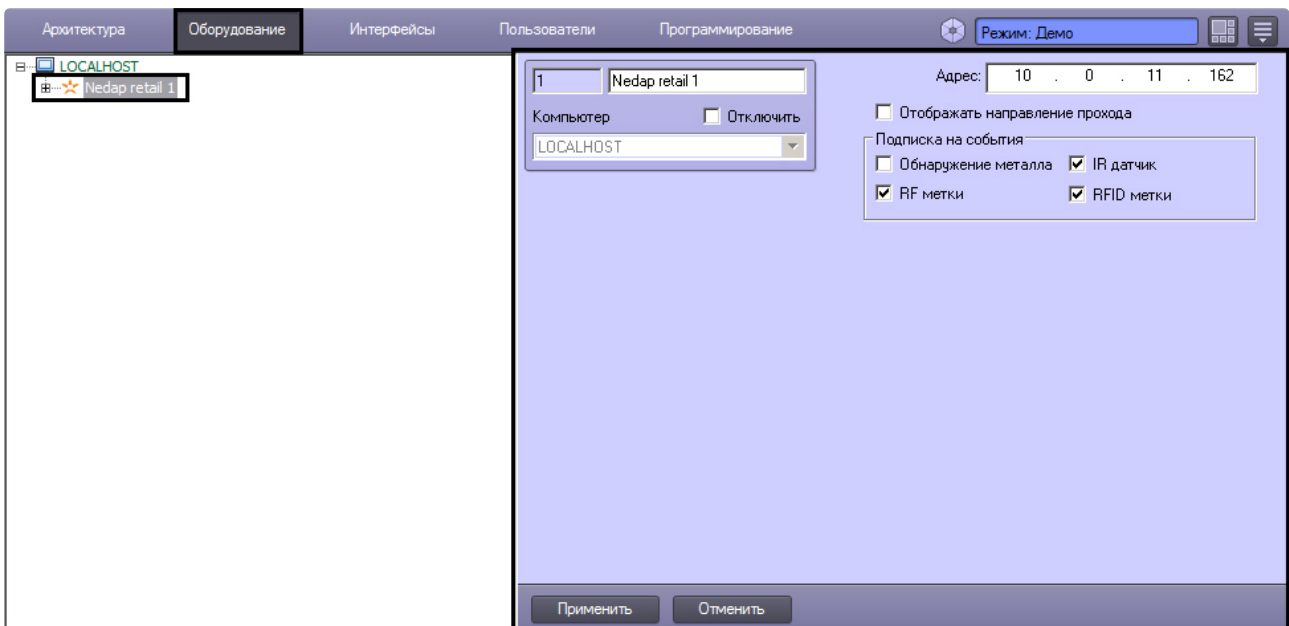 Архитектура Оборудование Интерфейсы Пользователи Программирование Режим: Демо
LOCALHOST
Nedap retail 1
1 Nedap retail 1
Компьютер Отключить
LOCALHOST
Адрес: 10 . 0 . 11 . 162
Отображать направление прохода
Подписка на события
Обнаружение металла IR датчик
RF метки RFID метки
Применить Отменить